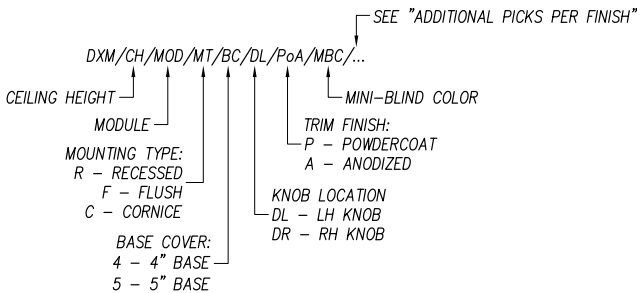 SEE "ADDITIONAL PICKS PER FINISH"
DXM/CH/MOD/MT/BC/DL/PoA/MBC/...
CEILING HEIGHT
MINI-BLIND COLOR
MODULE
TRIM FINISH:
P - POWDERCOAT
A - ANODIZED
MOUNTING TYPE:
R - RECESSED
F - FLUSH
C - CORNICE
KNOB LOCATION
DL - LH KNOB
DR - RH KNOB
BASE COVER:
4 - 4" BASE
5 - 5" BASE